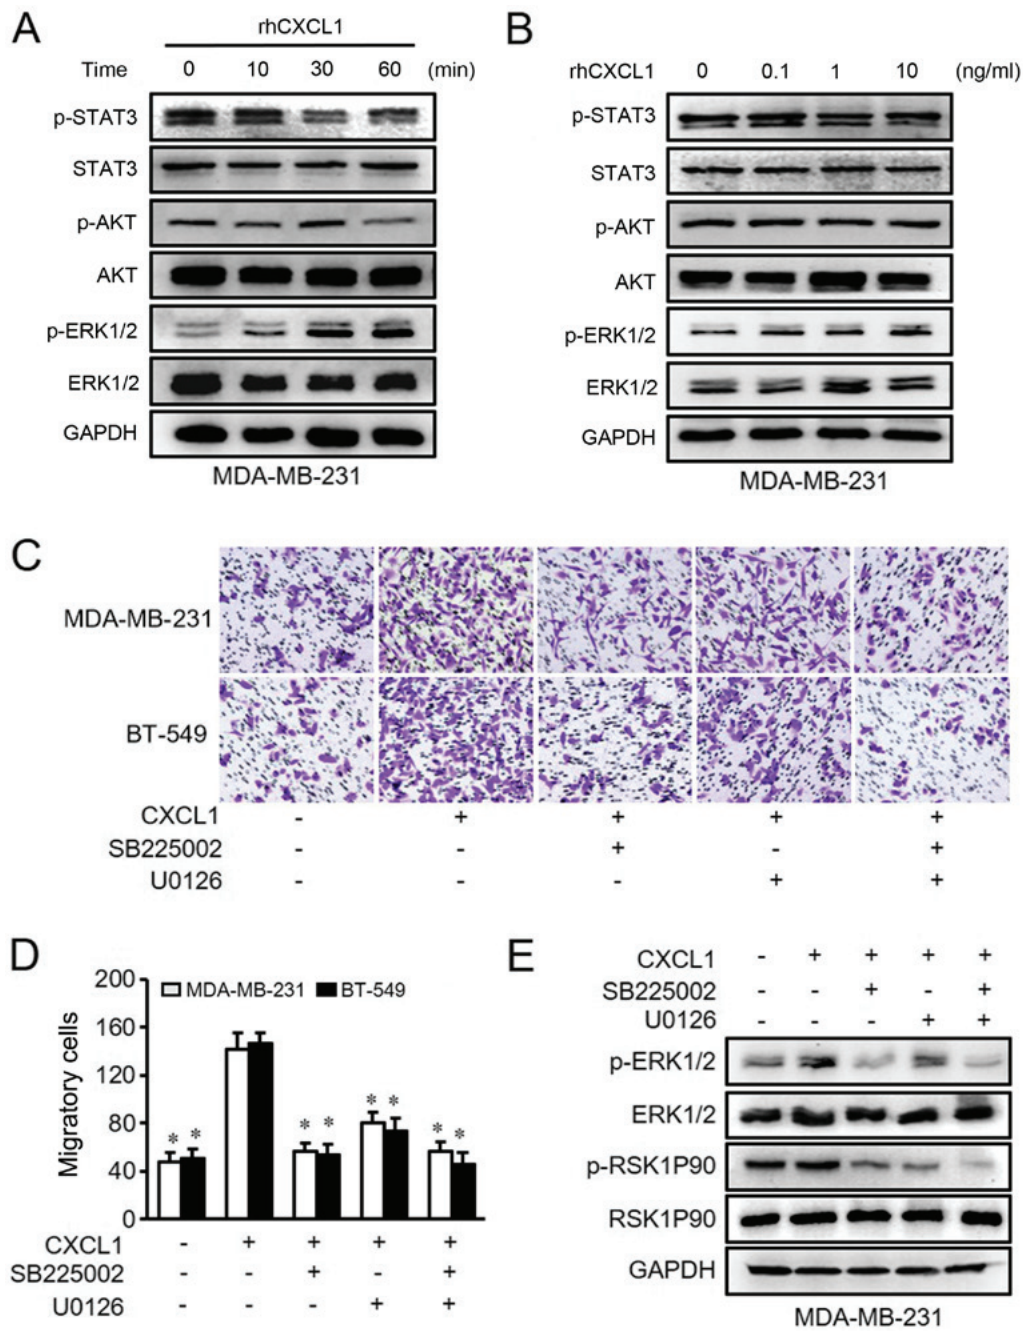 A
rhCXCL1
Time 0 10 30 60 (min)
p-STAT3
STAT3
p-AKT
AKT
p-ERK1/2
ERK1/2
GAPDH
MDA-MB-231
B
rhCXCL1 0 0.1 1 10 (ng/ml)
p-STAT3
STAT3
p-AKT
AKT
p-ERK1/2
ERK1/2
GAPDH
MDA-MB-231
C
MDA-MB-231
BT-549
CXCL1 - + + + +
SB225002 - - + - +
U0126 - - - + +
D
200
160
120
80
40
0
Migratory cells
MDA-MB-231 BT-549
* * * * * * * *
CXCL1 - + + + +
SB225002 - - + - +
U0126 - - - + +
E
CXCL1 - + + + +
SB225002 - - + - +
U0126 - - - + +
p-ERK1/2
ERK1/2
p-RSK1P90
RSK1P90
GAPDH
MDA-MB-231